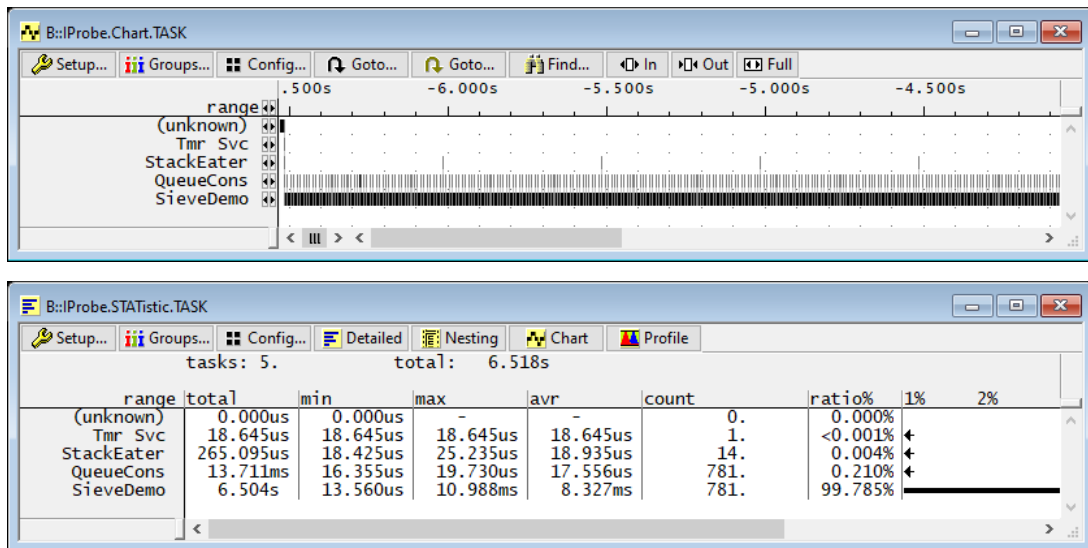 B::IProbe.Chart.TASK
Setup... Groups... Config... Goto... Goto... Find... In Out Full
.500s -6.000s -5.500s -5.000s -4.500s
range
(unknown)
Tmr Svc
StackEater
QueueCons
SieveDemo
B::IProbe.STATistic.TASK
Setup... Groups... Config... Detailed Nesting Chart Profile
tasks: 5. total: 6.518s
range total min max avr count ratio% 1% 2%
(unknown) 0.000us 0.000us - - 0. 0.000%
Tmr Svc 18.645us 18.645us 18.645us 18.645us 1. <0.001%
StackEater 265.095us 18.425us 25.235us 18.935us 14. 0.004%
QueueCons 13.711ms 16.355us 19.730us 17.556us 781. 0.210%
SieveDemo 6.504s 13.560us 10.988ms 8.327ms 781. 99.785%